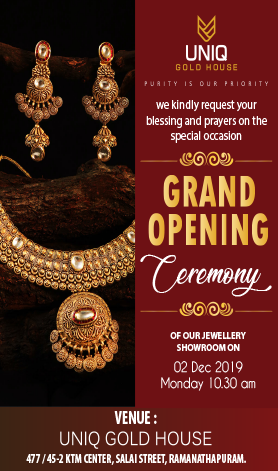 UNIQ
GOLD HOUSE
PURITY IS OUR PRIORITY
we kindly request your
blessing and prayers on the
special occasion
GRAND
OPENING
Ceremony
OF OUR JEWELLERY
SHOWROOM ON
02 Dec 2019
Monday 10.30 am
VENUE :
UNIQ GOLD HOUSE
477 / 45-2 KTM CENTER, SALAI STREET, RAMANATHAPURAM.